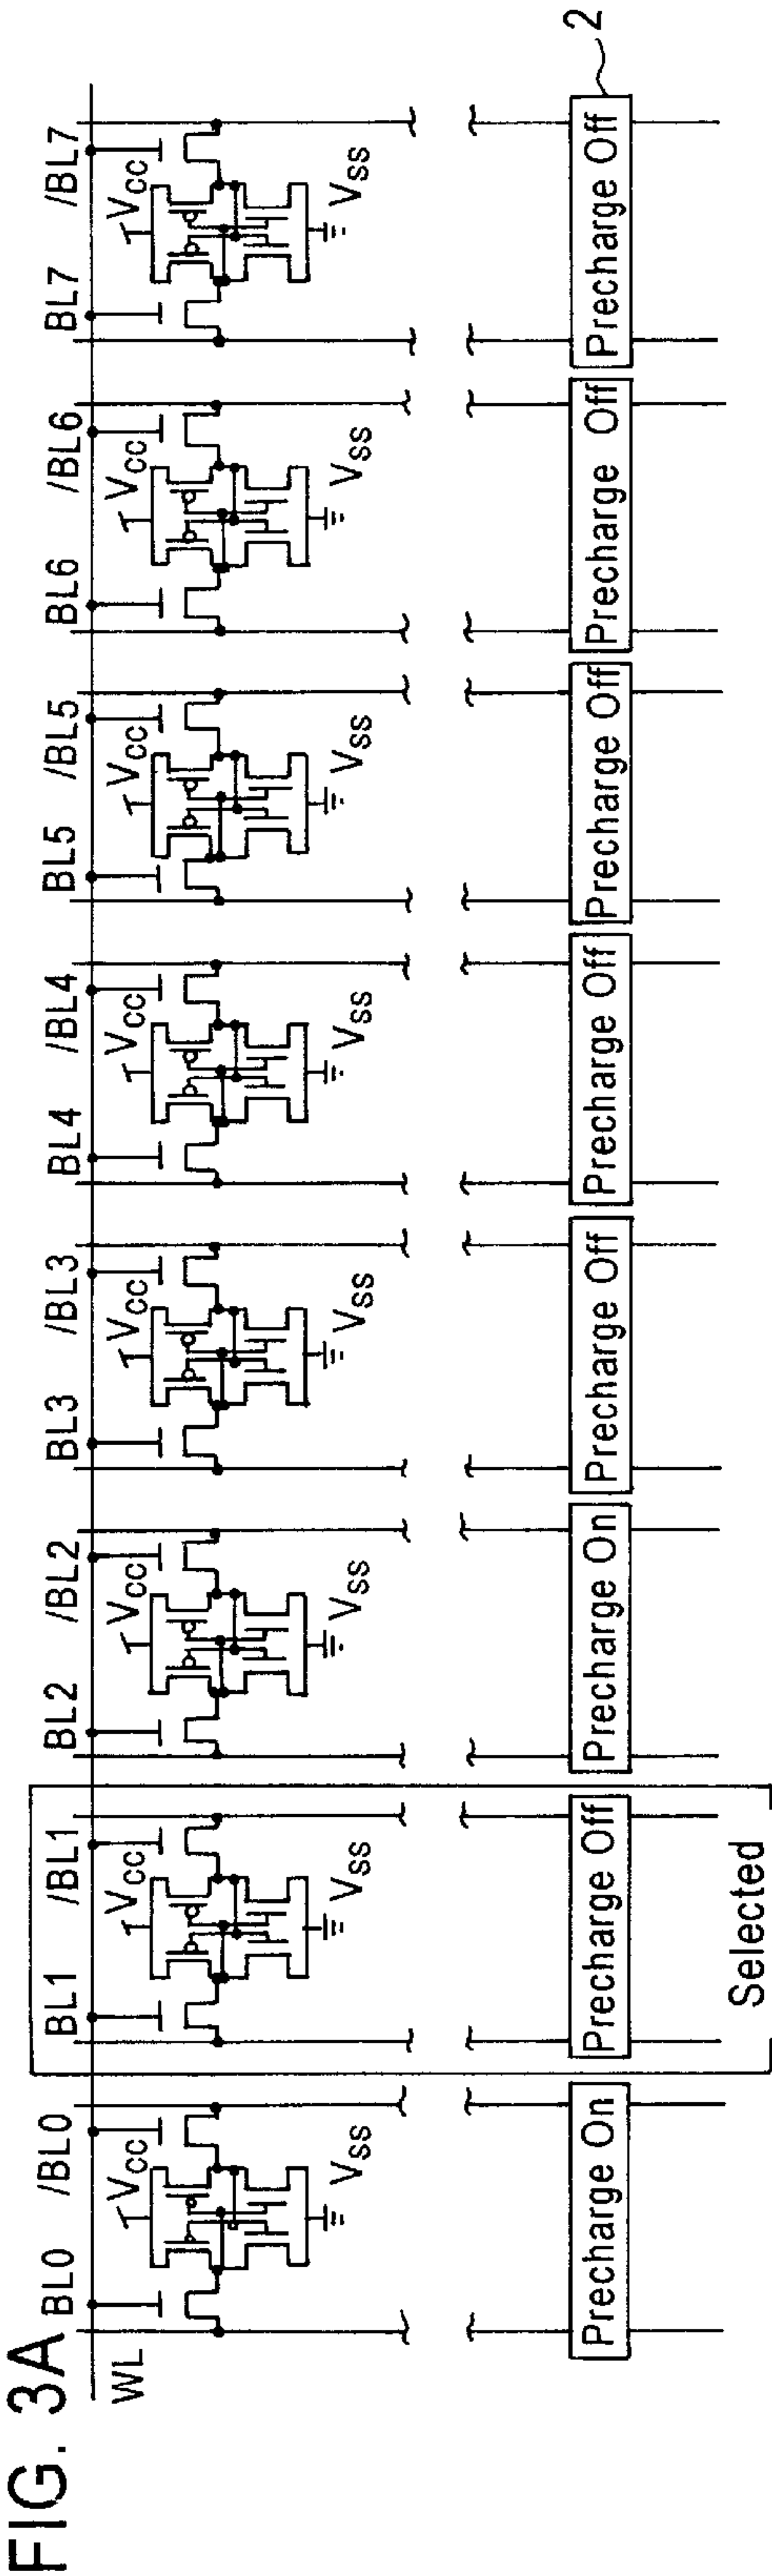 FIG. 3A
BL0 /BL0 BL1 /BL1 BL2 /BL2 BL3 /BL3 BL4 /BL4 BL5 /BL5 BL6 /BL6 BL7 /BL7
WL
VCC VCC VCC VCC VCC VCC VCC VCC
VSS VSS VSS VSS VSS VSS VSS VSS
Precharge On Precharge Off Precharge On Precharge Off Precharge Off Precharge Off Precharge Off Precharge Off
2
Selected